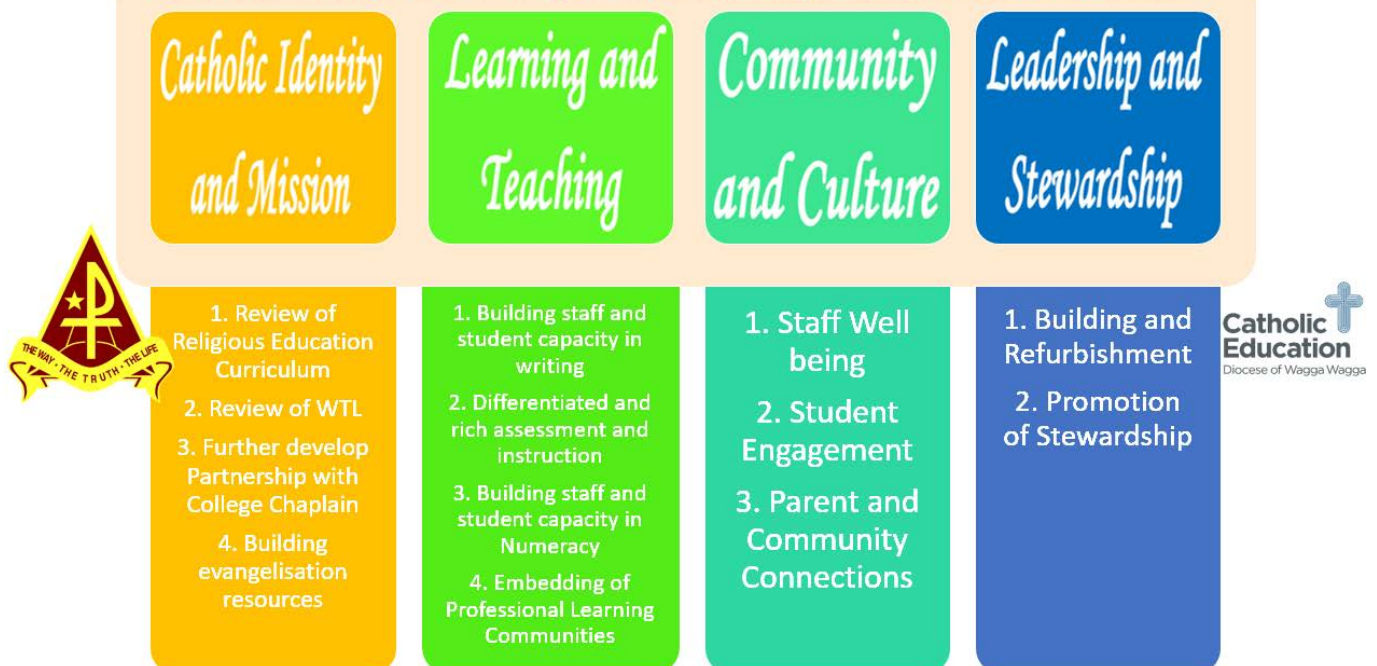 Catholic Identity
and Mission
Learning and
Teaching
Community
and Culture
Leadership and
Stewardship
THE WAY · THE TRUTH · THE LIFE
1. Review of
Religious Education
Curriculum
2. Review of WTL
3. Further develop
Partnership with
College Chaplain
4. Building
evangelisation
resources
1. Building staff and
student capacity in
writing
2. Differentiated and
rich assessment and
instruction
3. Building staff and
student capacity in
Numeracy
4. Embedding of
Professional Learning
Communities
1. Staff Well
being
2. Student
Engagement
3. Parent and
Community
Connections
1. Building and
Refurbishment
2. Promotion
of Stewardship
Catholic
Education
Diocese of Wagga Wagga